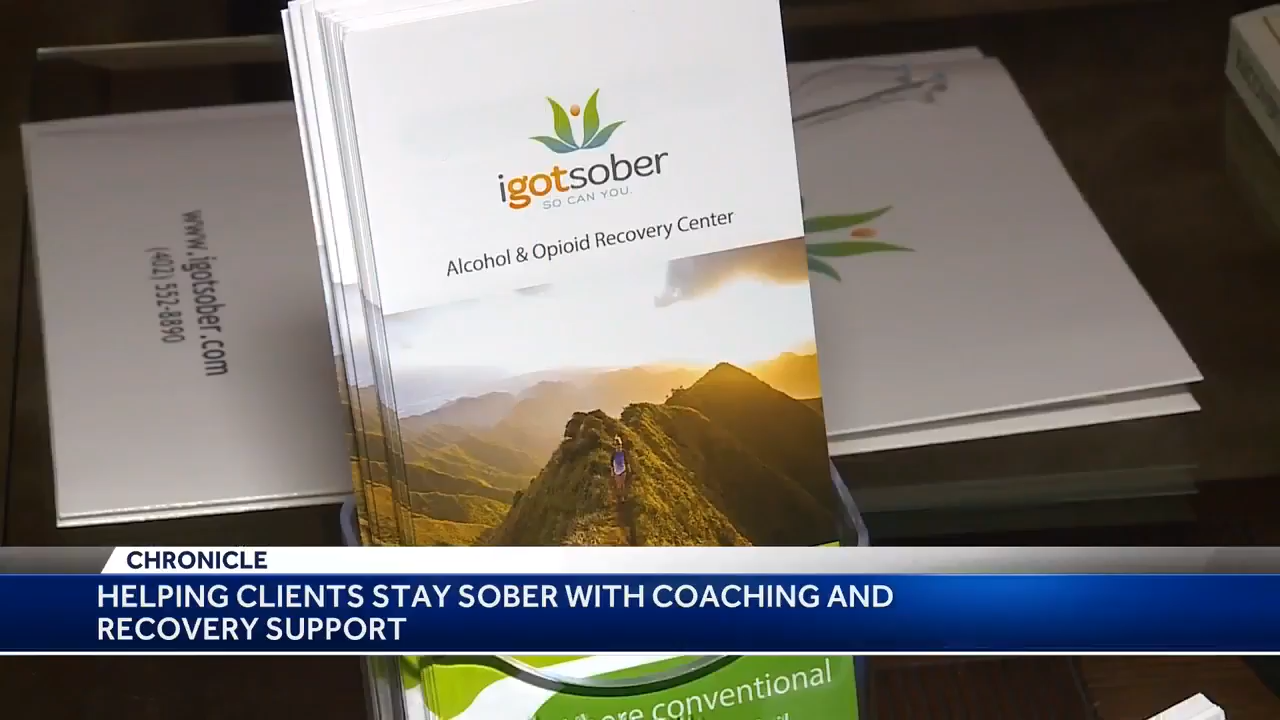 igotsober
SO CAN YOU.
Alcohol & Opioid Recovery Center
www.igotsober.com
(402) 552-8890
CHRONICLE
HELPING CLIENTS STAY SOBER WITH COACHING AND
RECOVERY SUPPORT
conventional